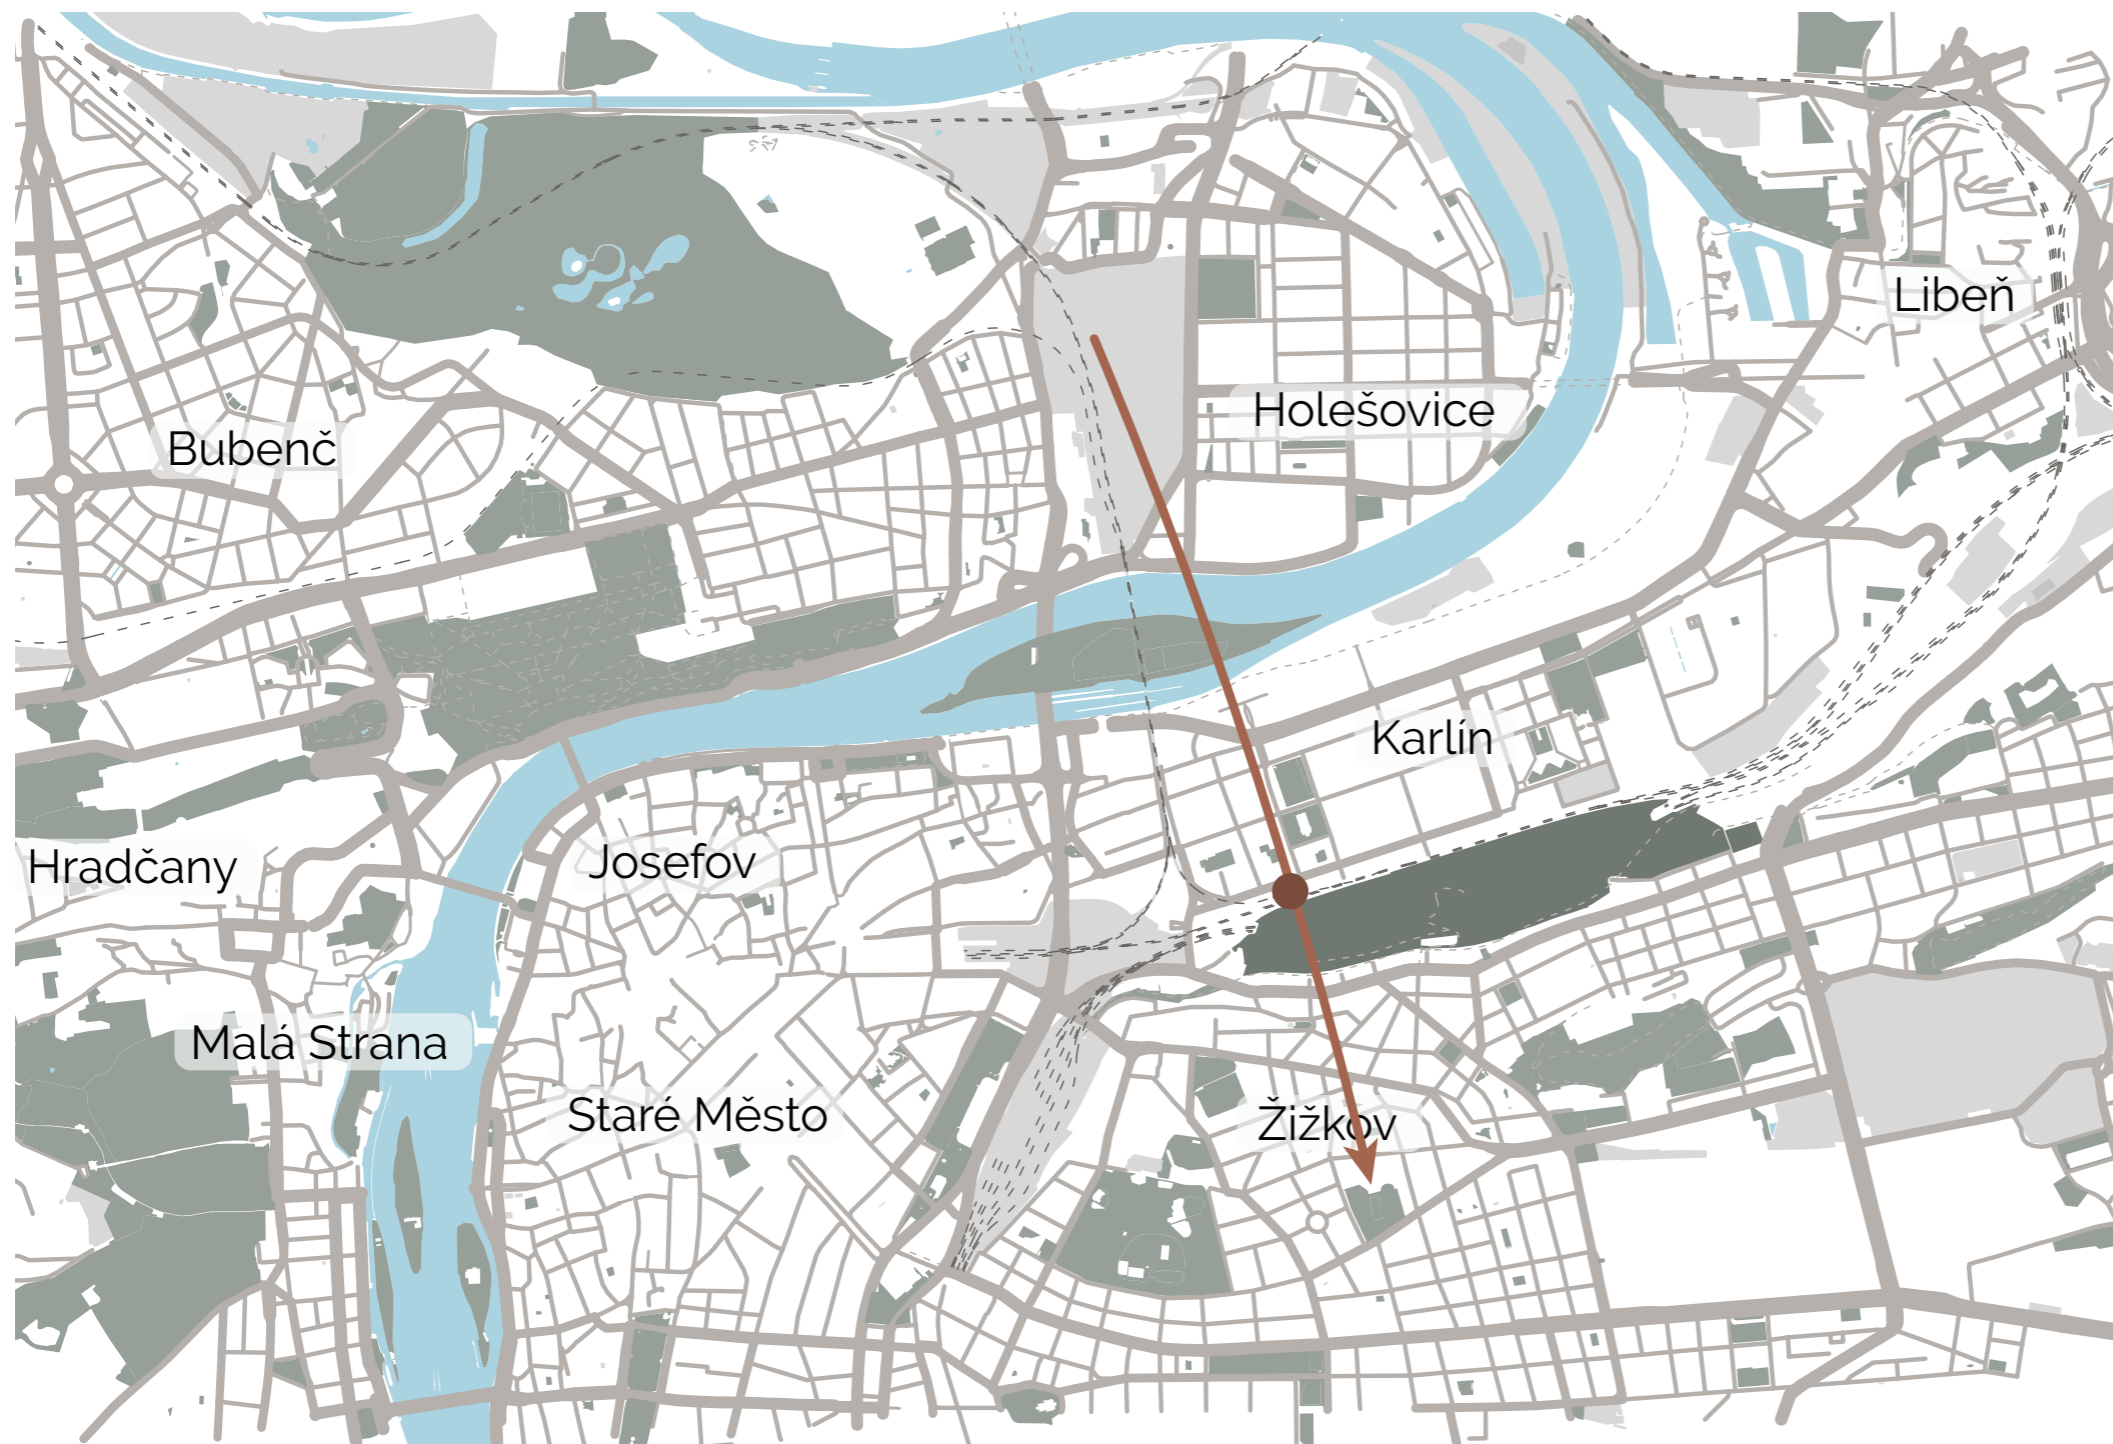 Libeň
Holešovice
Bubenč
Karlín
Josefov
Hradčany
Malá Strana
Staré Město
Žižkov